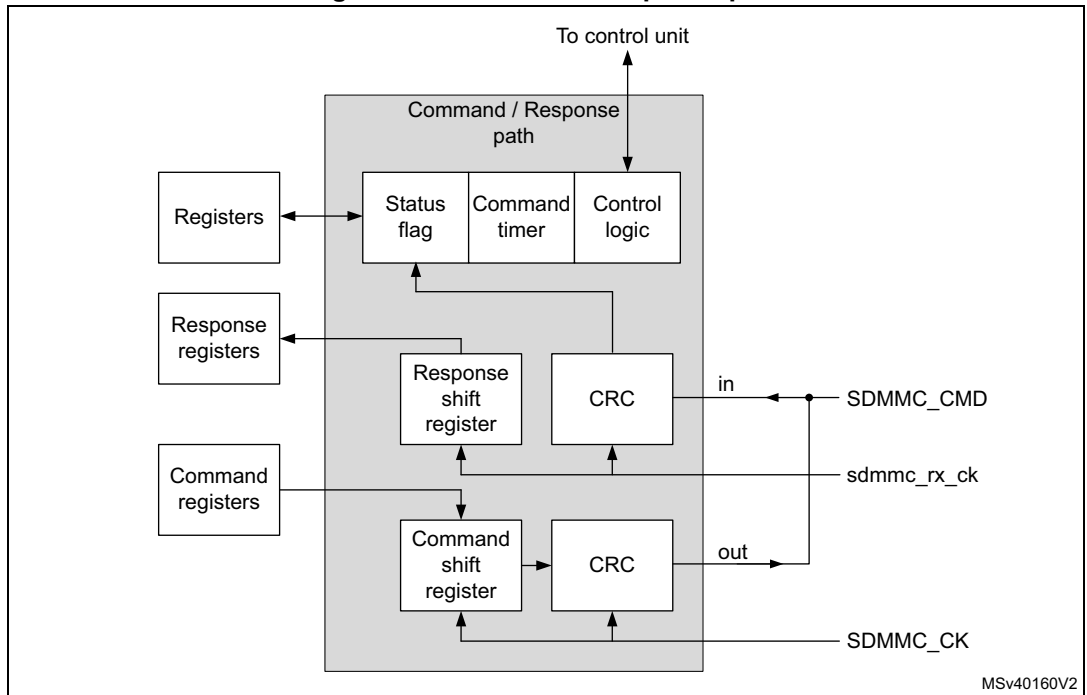 To control unit
Command / Response
path
Registers
Status
flag
Command
timer
Control
logic
Response
registers
Response
shift
register
CRC
in
SDMMC_CMD
sdmmc_rx_ck
Command
registers
Command
shift
register
CRC
out
SDMMC_CK
MSv40160V2